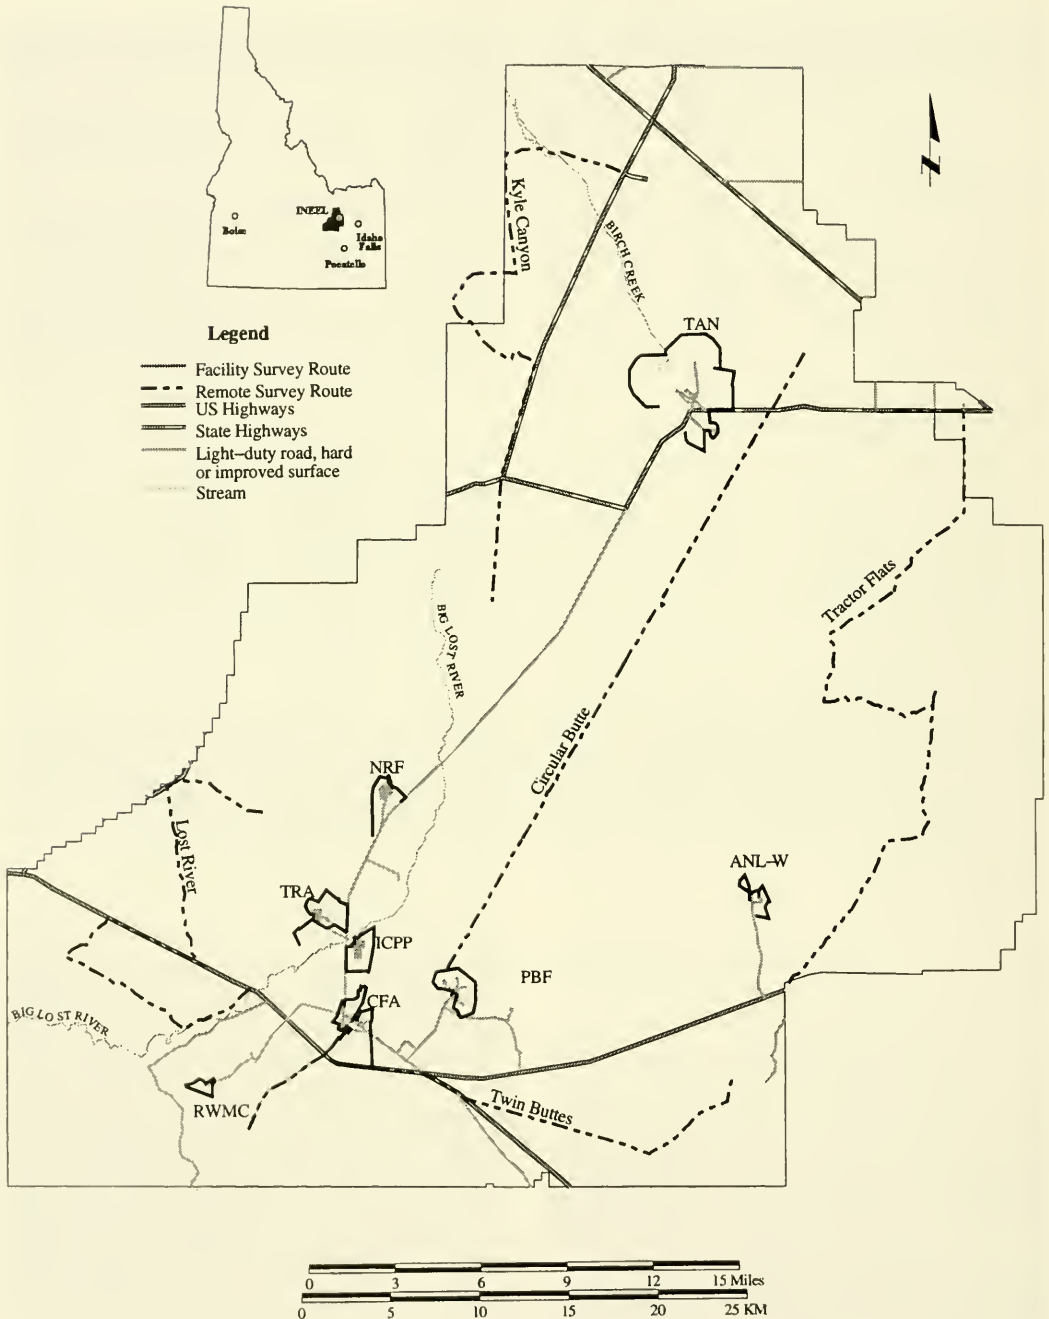 INEEL
Boise
Idaho
Falls
Pocatello
N
Legend
Facility Survey Route
Remote Survey Route
US Highways
State Highways
Light-duty road, hard
or improved surface
Stream
Kyle Canyon
BIRCH CREEK
TAN
Tractor Flats
BIG LOST RIVER
Circular Butte
NRF
Lost River
ANL-W
TRA
ICPP
PBF
CFA
BIG LOST RIVER
RWMC
Twin Buttes
0 3 6 9 12 15 Miles
0 5 10 15 20 25 KM